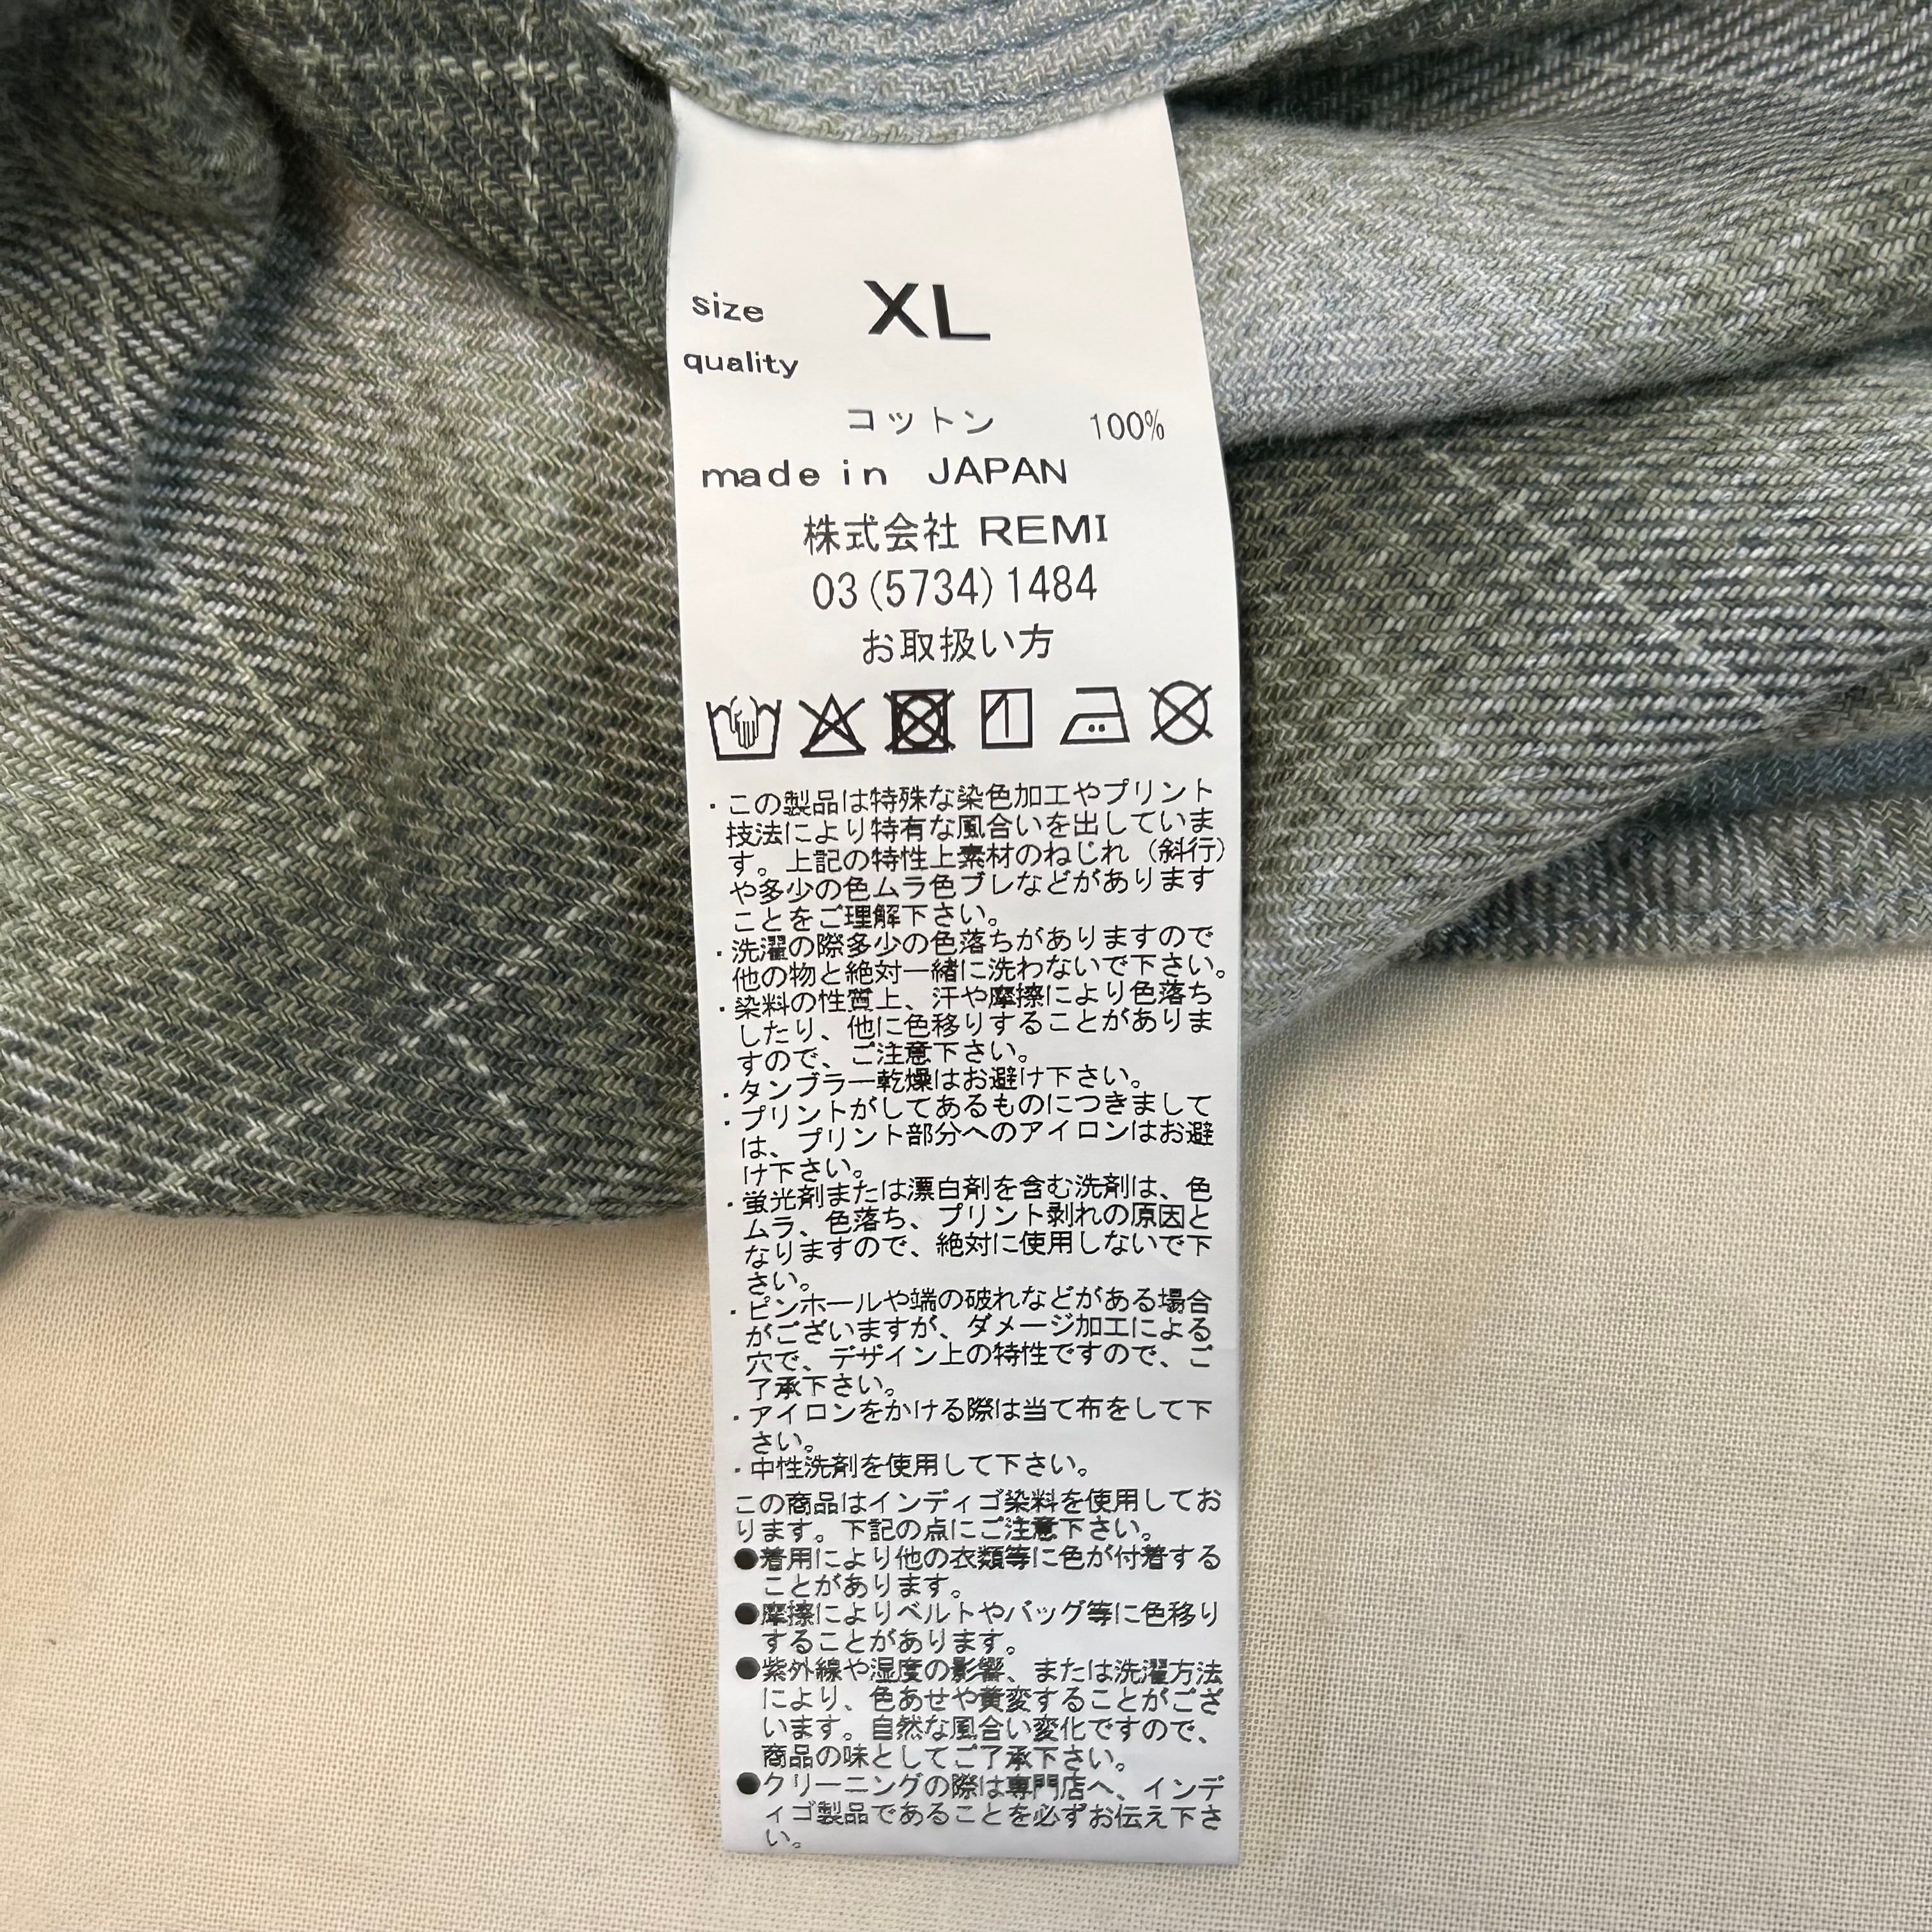 size XL
quality
コットン 100%
made in JAPAN
株式会社 REMI
03(5734)1484
お取扱い方
・この製品は特殊な染色加工やプリント
技法により特有な風合いを出していま
す。上記の特性上素材のねじれ（斜行）
や多少の色ムラ色ブレなどがあります
ことをご理解下さい。
・洗濯の際多少の色落ちがありますので
他の物と絶対一緒に洗わないで下さい。
・染料の性質上、汗や摩擦により色落ち
したり、他に色移りすることがありま
すので、ご注意下さい。
・タンブラー乾燥はお避け下さい。
・プリントがしてあるものにつきまして
は、プリント部分へのアイロンはお避
け下さい。
・蛍光剤または漂白剤を含む洗剤は、色
ムラ、色落ち、プリント剥れの原因と
なりますので、絶対に使用しないで下
さい。
・ピンホールや端の破れなどがある場合
がございますが、ダメージ加工による
穴で、デザイン上の特性ですので、ご
了承下さい。
・アイロンをかける際は当て布をして下
さい。
・中性洗剤を使用して下さい。
この商品はインディゴ染料を使用してお
ります。下記の点にご注意下さい。
●着用により他の衣類等に色が付着する
ことがあります。
●摩擦によりベルトやバッグ等に色移り
することがあります。
●紫外線や湿度の影響、または洗濯方法
により、色あせや黄変することがござ
います。自然な風合い変化ですので、
商品の味としてご了承下さい。
●クリーニングの際は専門店へ、インデ
ィゴ製品であることを必ずお伝え下さ
い。